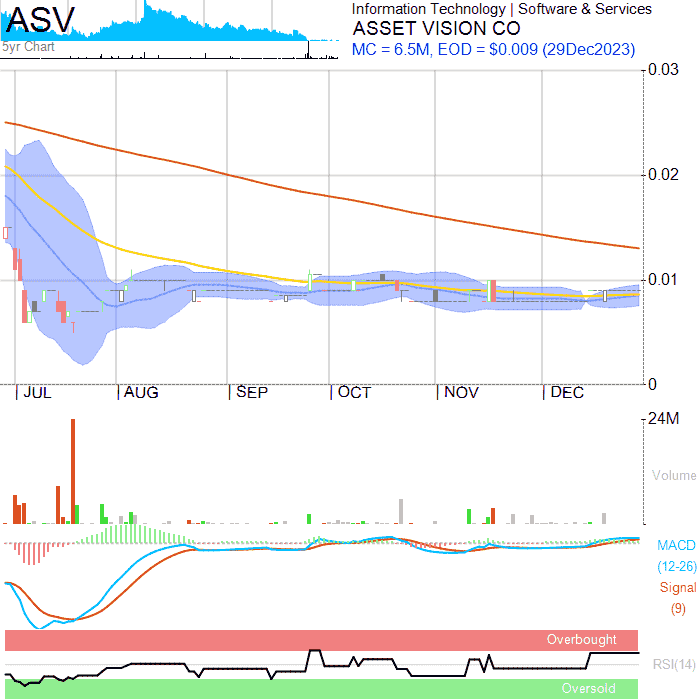 ASV
5yr Chart
Information Technology | Software & Services
ASSET VISION CO
MC = 6.5M, EOD = $0.009 (29Dec2023)
0.03
0.02
0.01
0
JUL AUG SEP OCT NOV DEC
24M
Volume
MACD
(12-26)
Signal
(9)
Overbought
RSI(14)
Oversold